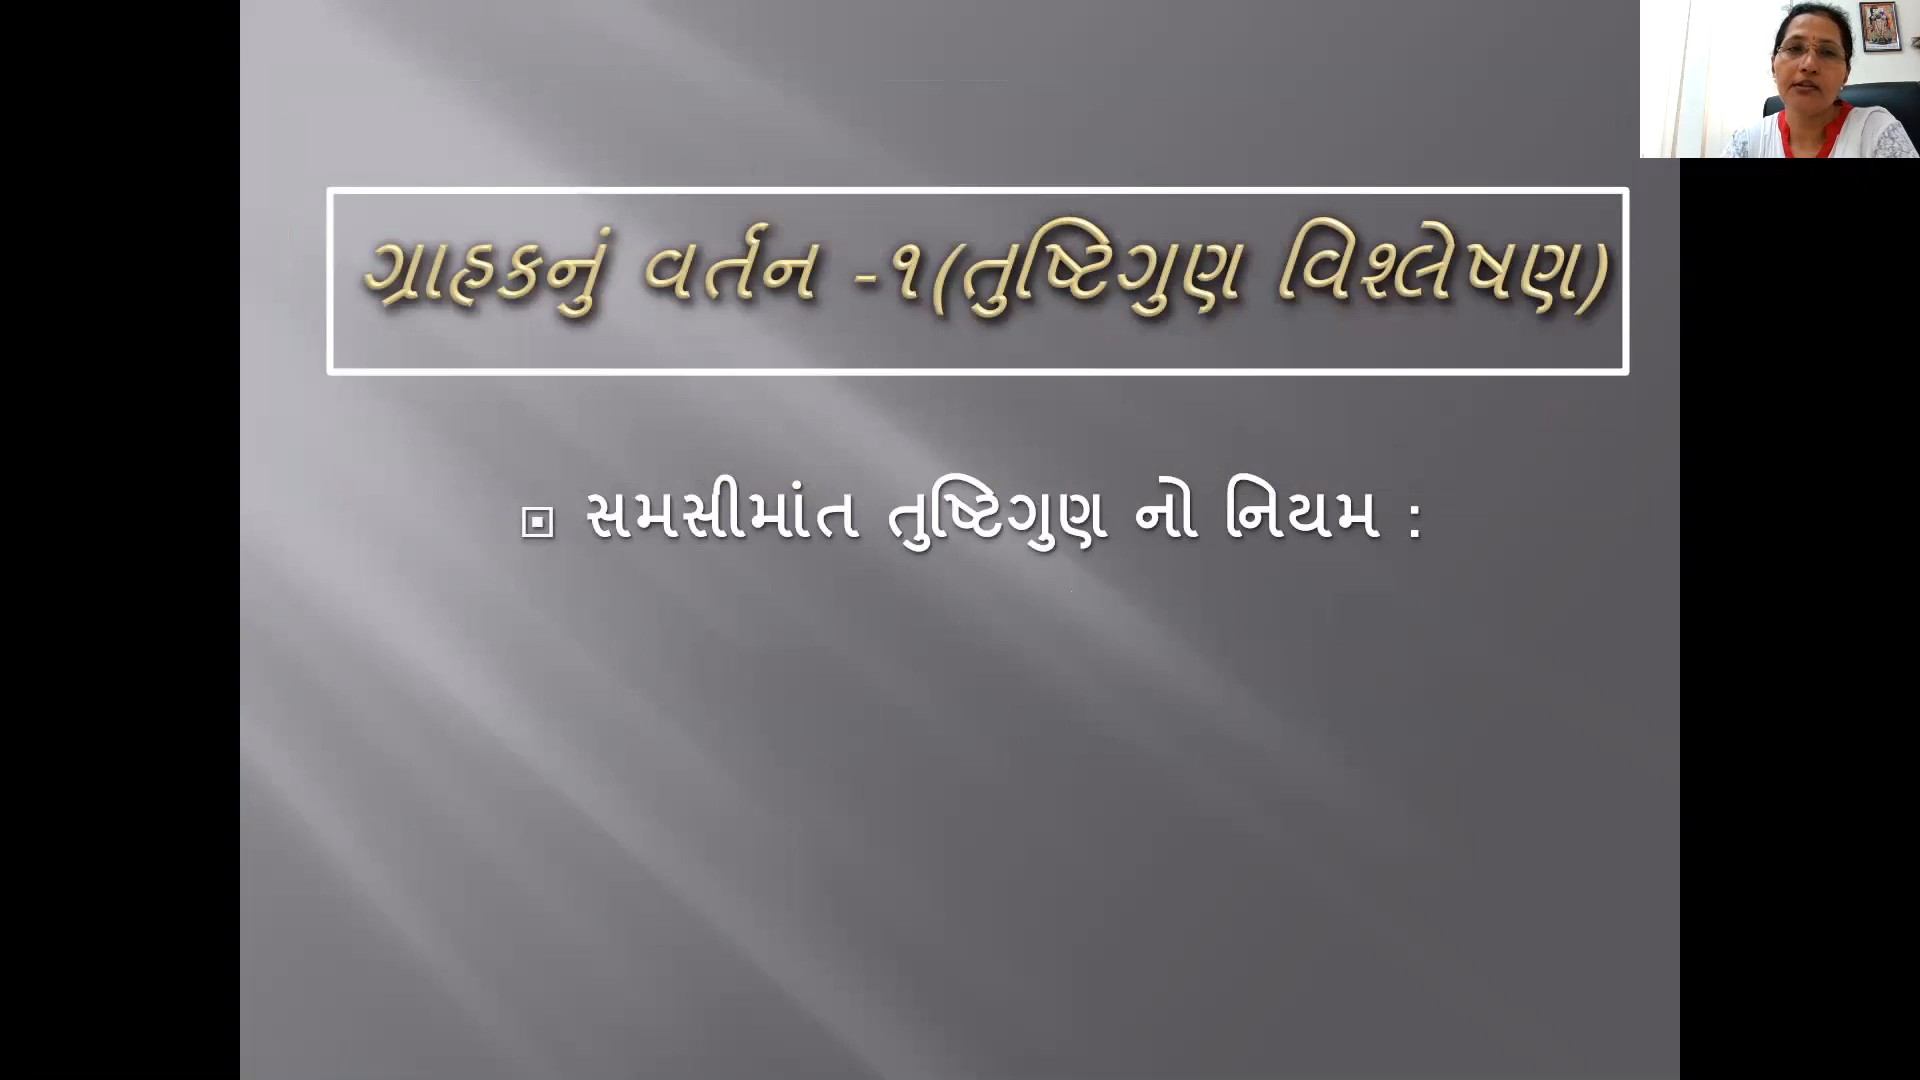 ગ્રાહકનું વર્તન -૧(તુષ્ટિગુણ વિશ્લેષણ)
સમસીમાંત તુષ્ટિગુણ નો નિયમ :